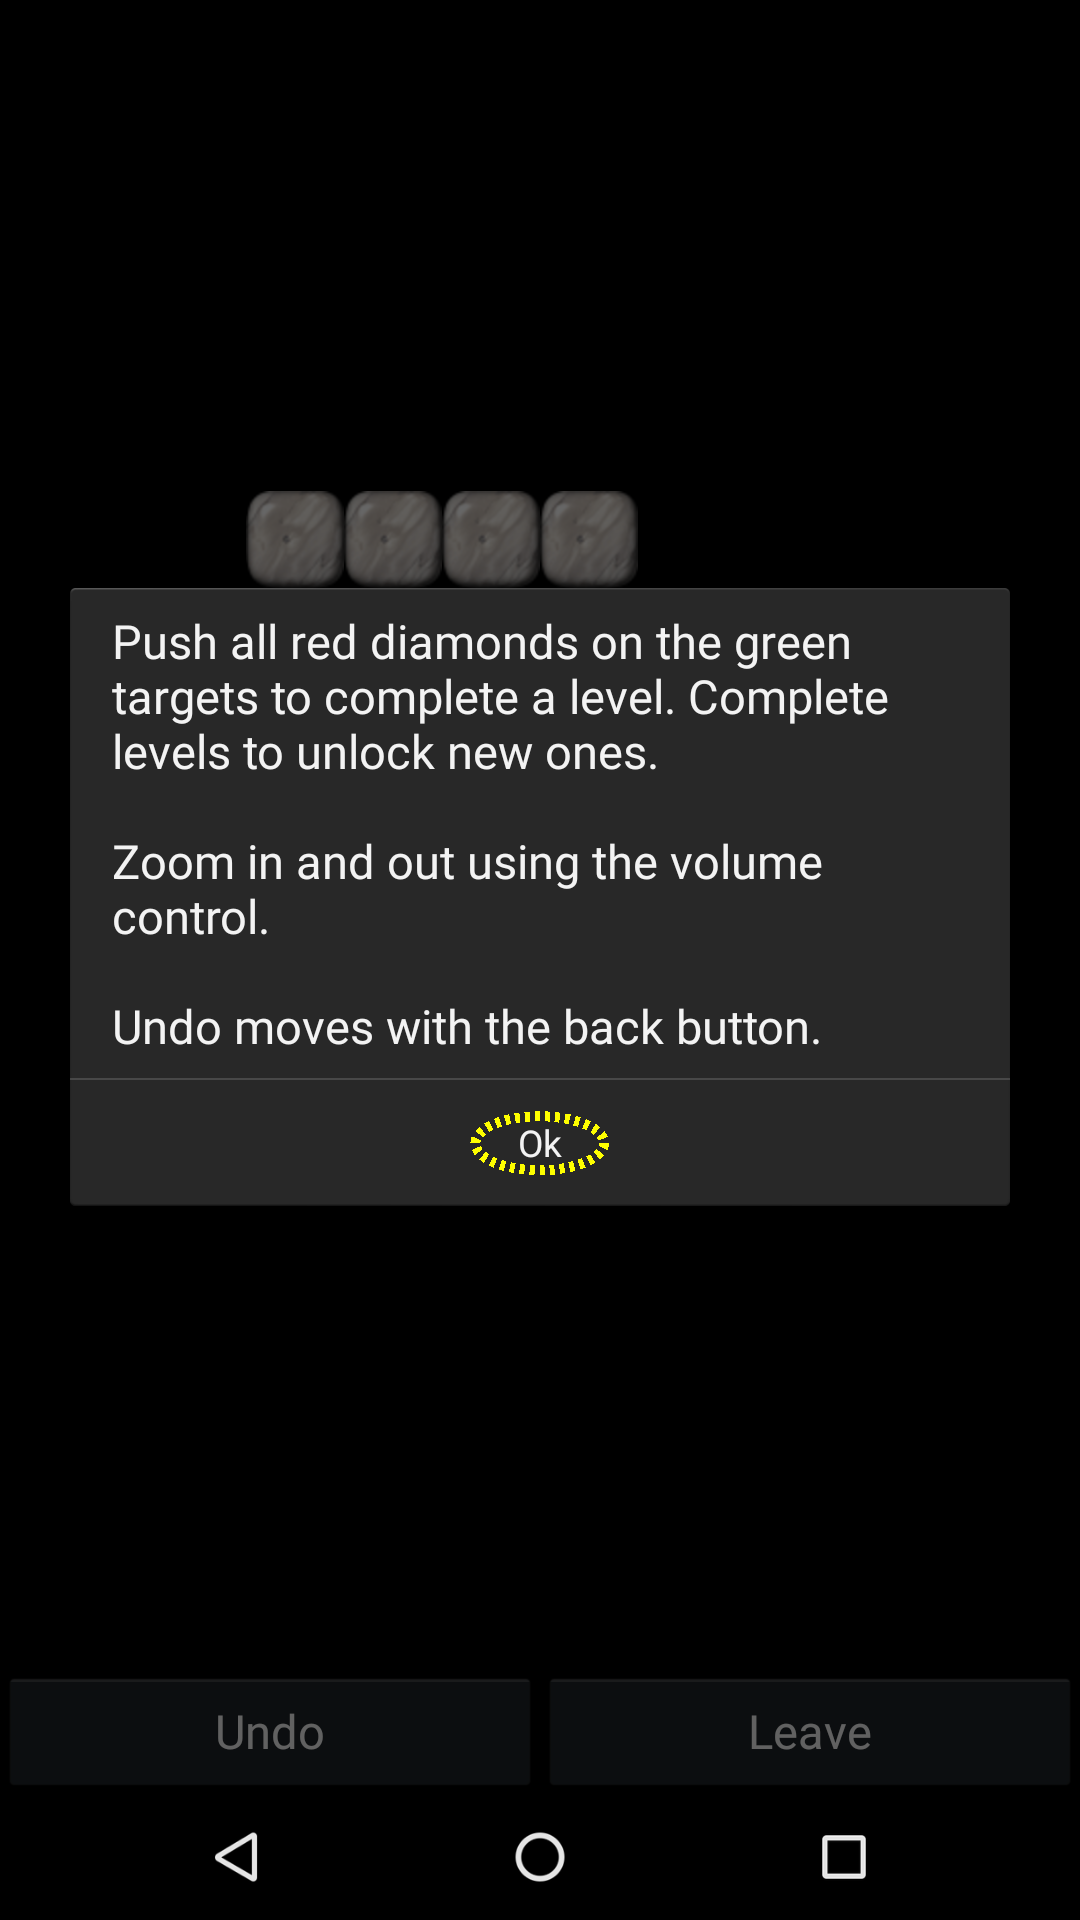 Push all red diamonds on the green
targets to complete a level. Complete
levels to unlock new ones.
Zoom in and out using the volume
control.
Undo moves with the back button.
Ok
Undo
Leave